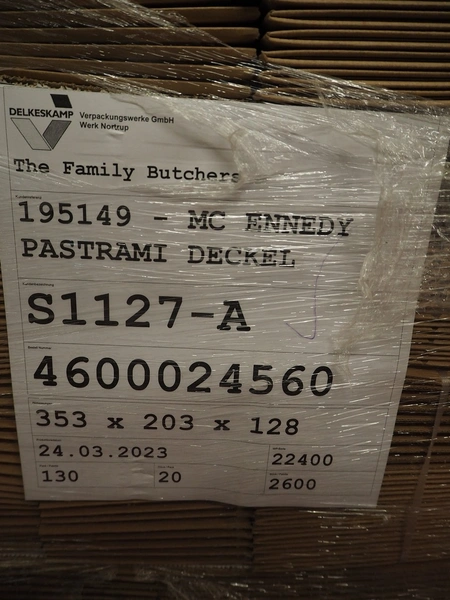 DELKESKAMP
Verpackungswerke GmbH
Werk Nortrup
The Family Butchers
195149 - MC ENNEDY
PASTRAMI DECKEL
S1127-A
4600024560
353 x 203 x 128
24.03.2023
22400
130
20
2600